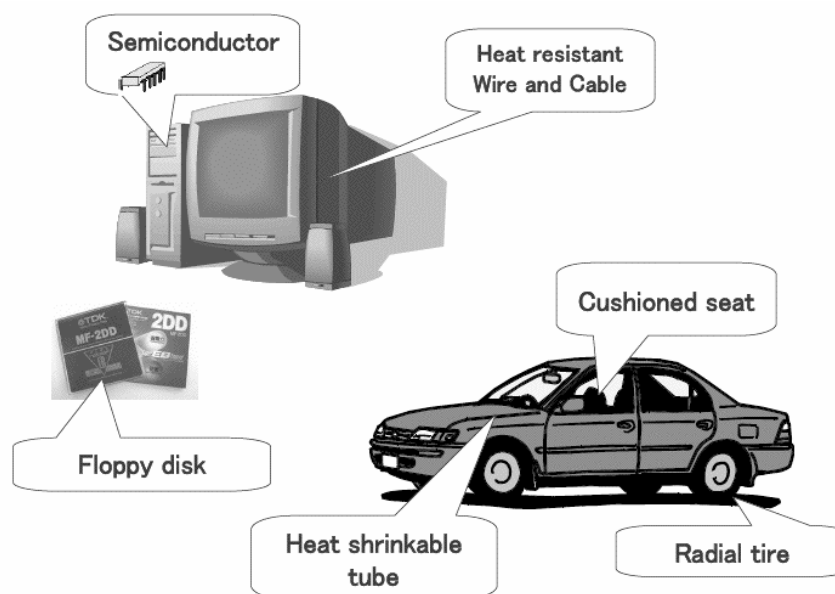 Semiconductor
Heat resistant
Wire and Cable
TDK
MF-2DD
2DD
Cushioned seat
Floppy disk
Heat shrinkable
tube
Radial tire